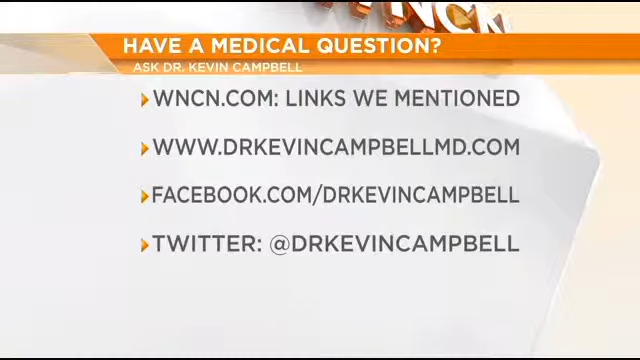 WNCN
HAVE A MEDICAL QUESTION?
ASK DR. KEVIN CAMPBELL
WNCN.COM: LINKS WE MENTIONED
WWW.DRKEVINCAMPBELLMD.COM
FACEBOOK.COM/DRKEVINCAMPBELL
TWITTER: @DRKEVINCAMPBELL